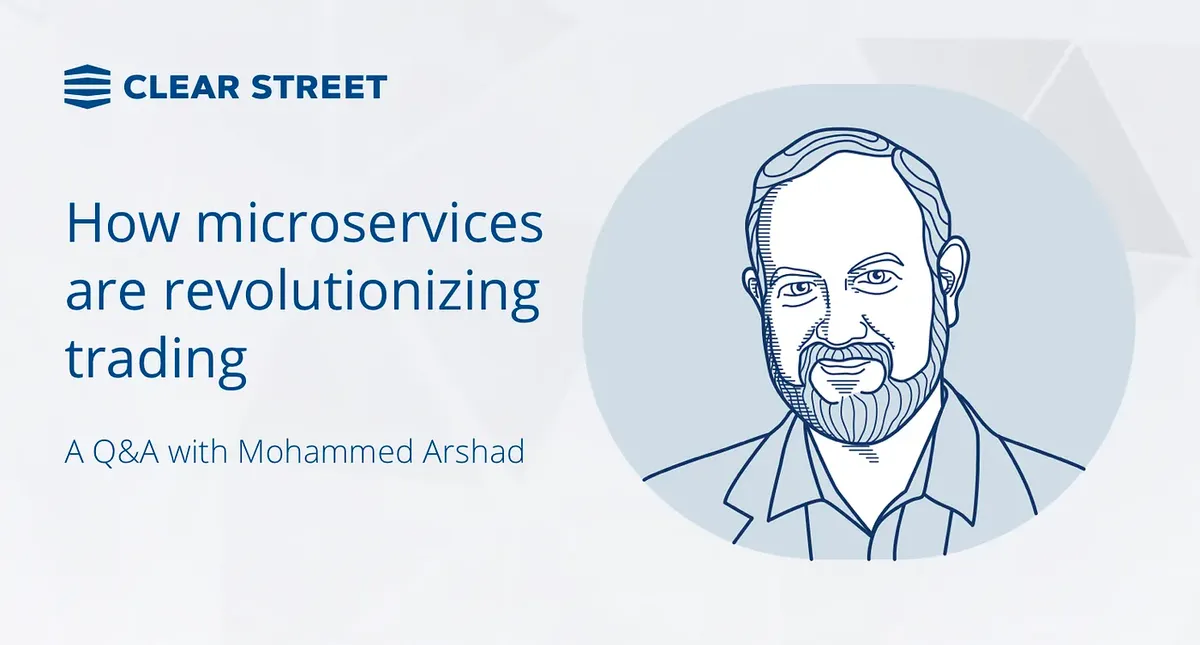 CLEAR STREET
How microservices
are revolutionizing
trading
A Q&A with Mohammed Arshad